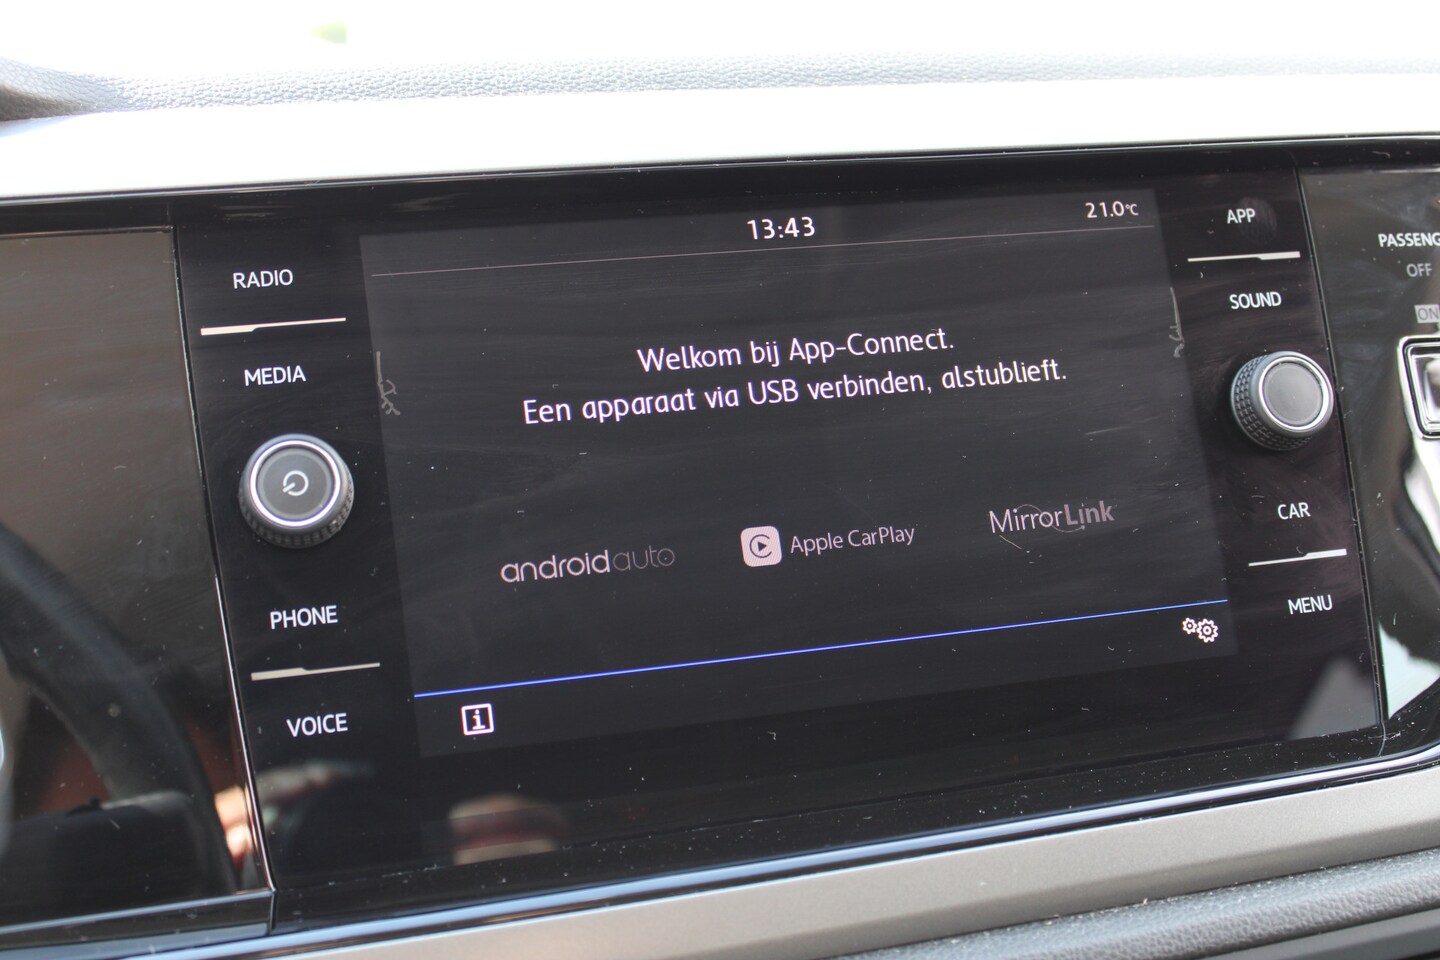 13:43
21.0°C
APP
PASSENG
RADIO
OFF
SOUND
ON
Welkom bij App-Connect.
MEDIA
Een apparaat via USB verbinden, alstublieft.
CAR
androidauto
Apple CarPlay
MirrorLink
PHONE
MENU
VOICE
i